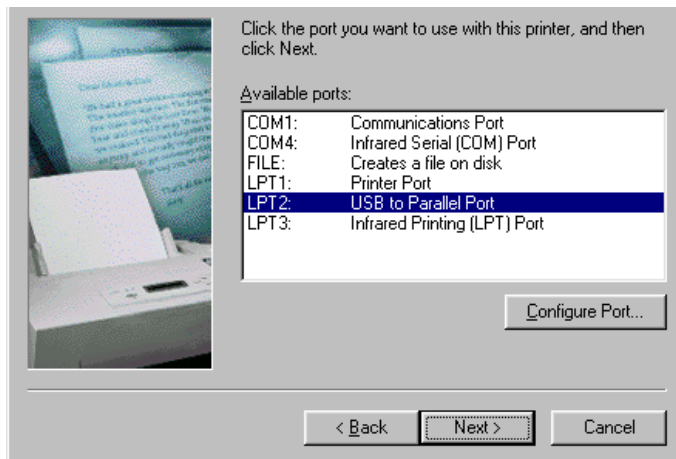 Click the port you want to use with this printer, and then
click Next.
Available ports:
COM1: Communications Port
COM4: Infrared Serial (COM) Port
FILE: Creates a file on disk
LPT1: Printer Port
LPT2: USB to Parallel Port
LPT3: Infrared Printing (LPT) Port
Configure Port...
< Back Next > Cancel